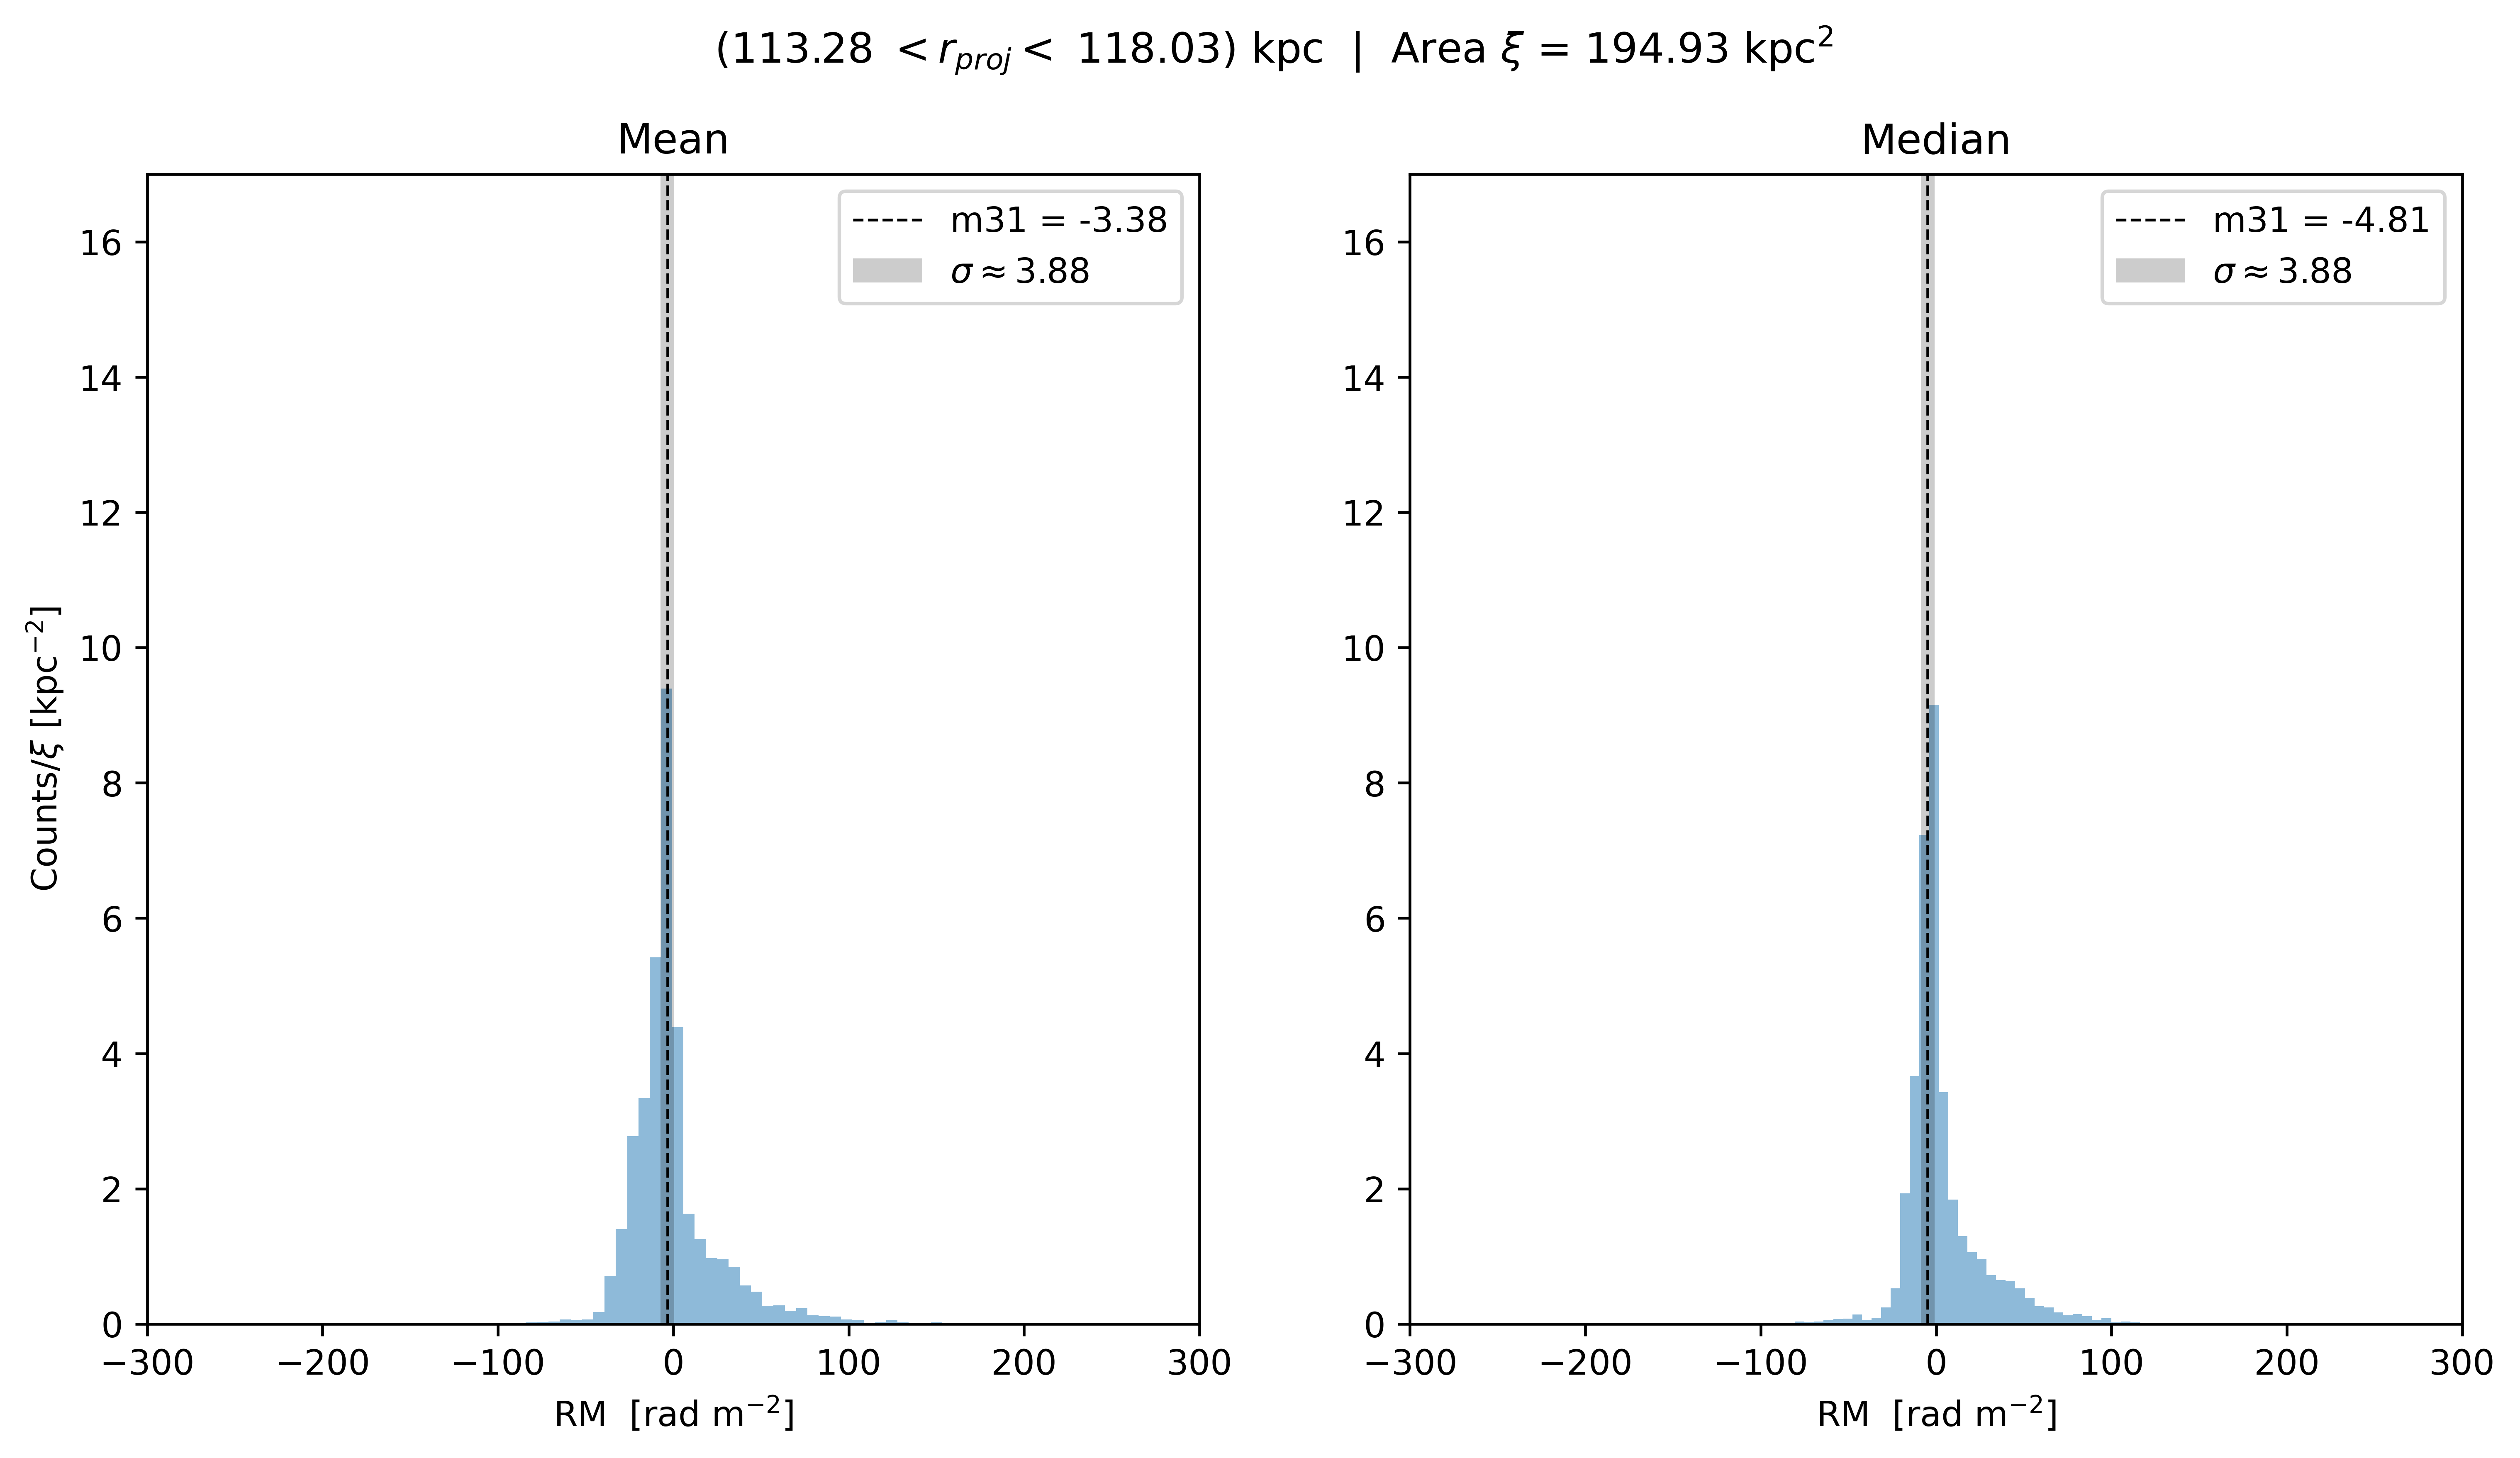 (113.28 < r_proj < 118.03) kpc | Area ξ = 194.93 kpc²
Mean
m31 = -3.38
σ ≈ 3.88
Counts/ξ [kpc⁻²]
16
14
12
10
8
6
4
2
0
−300 −200 −100 0 100 200 300
RM [rad m⁻²]
Median
m31 = -4.81
σ ≈ 3.88
16
14
12
10
8
6
4
2
0
−300 −200 −100 0 100 200 300
RM [rad m⁻²]